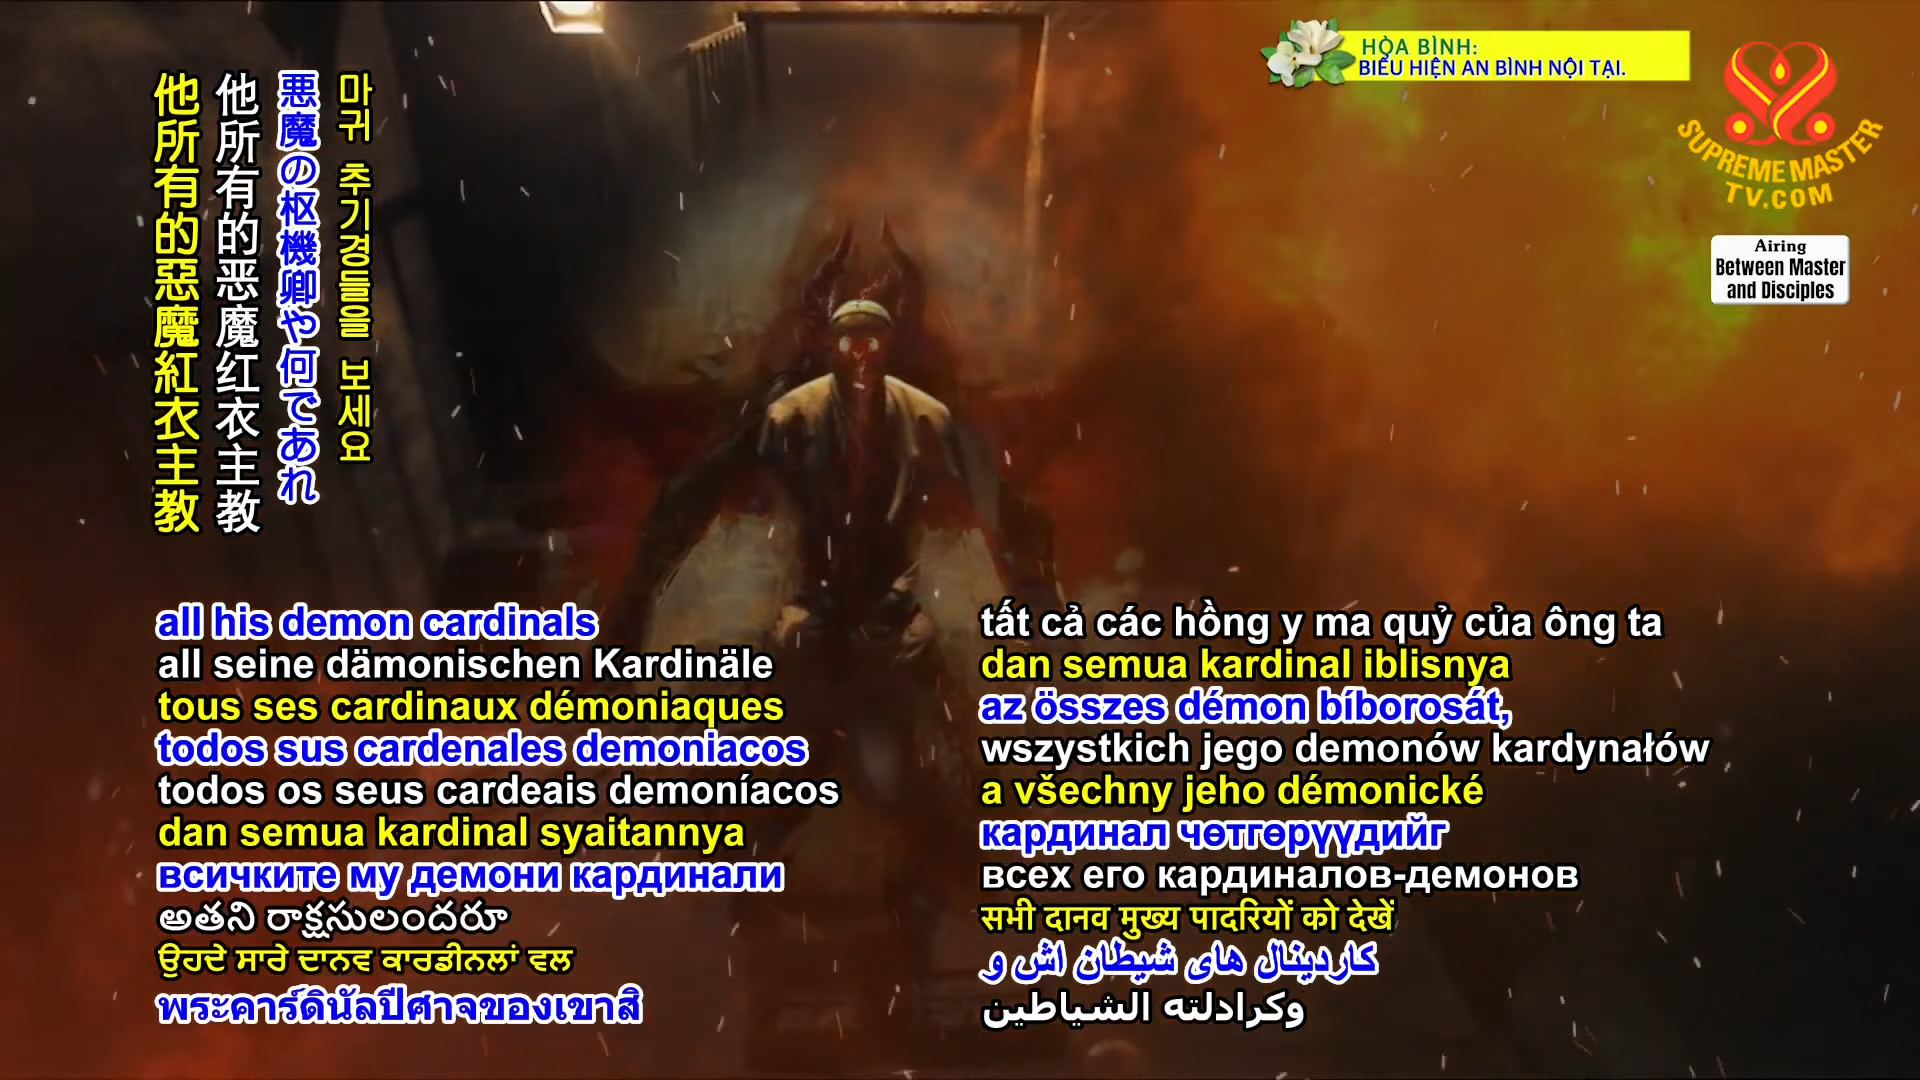 HÒA BÌNH:
BIỂU HIỆN AN BÌNH NỘI TẠI.
SUPREME MASTER
TV.COM
Airing
Between Master
and Disciples
마귀 추기경들을 보세요
悪魔の枢機卿や何であれ
他所有的恶魔红衣主教
他所有的惡魔紅衣主教
all his demon cardinals
all seine dämonischen Kardinäle
tous ses cardinaux démoniaques
todos sus cardenales demoniacos
todos os seus cardeais demoníacos
dan semua kardinal syaitannya
всичките му демони кардинали
అతని రాక్షసులందరూ
ਉਹਦੇ ਸਾਰੇ ਦਾਨਵ ਕਾਰਡੀਨਲਾਂ ਵਲ
พระคาร์ดินัลปีศาจของเขาสิ
tất cả các hồng y ma quỷ của ông ta
dan semua kardinal iblisnya
az összes démon bíborosát,
wszystkich jego demonów kardynałów
a všechny jeho démonické
кардинал чөтгөрүүдийг
всех его кардиналов-демонов
सभी दानव मुख्य पादरियों को देखें
کاردینال های شیطان اش و
وكرادلته الشياطين